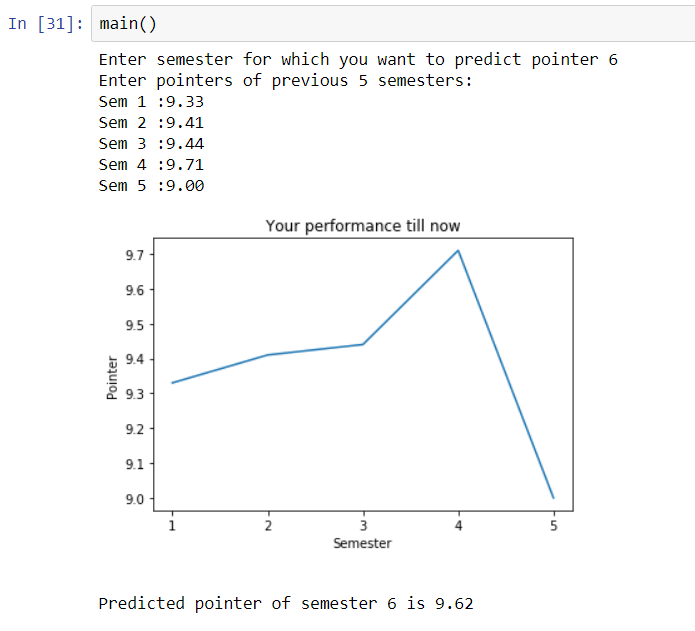 In [31]: main()
Enter semester for which you want to predict pointer 6
Enter pointers of previous 5 semesters:
Sem 1 :9.33
Sem 2 :9.41
Sem 3 :9.44
Sem 4 :9.71
Sem 5 :9.00
Your performance till now
9.7
9.6
9.5
9.4
9.3
9.2
9.1
9.0
Pointer
1 2 3 4 5
Semester
Predicted pointer of semester 6 is 9.62